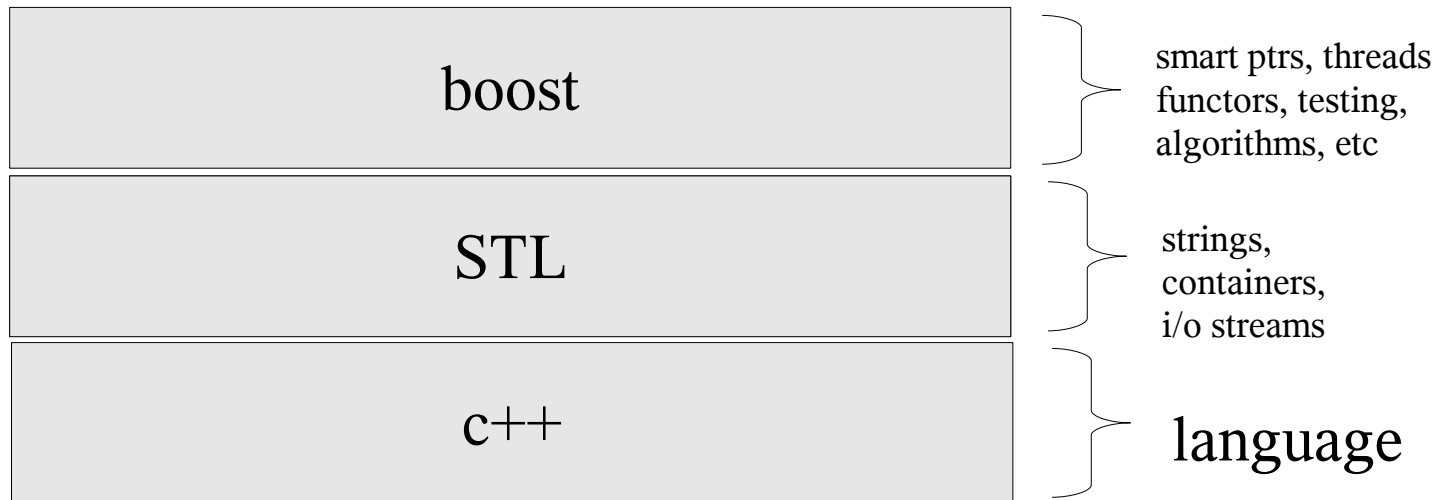 boost
smart ptrs, threads
functors, testing,
algorithms, etc
STL
strings,
containers,
i/o streams
c++
language